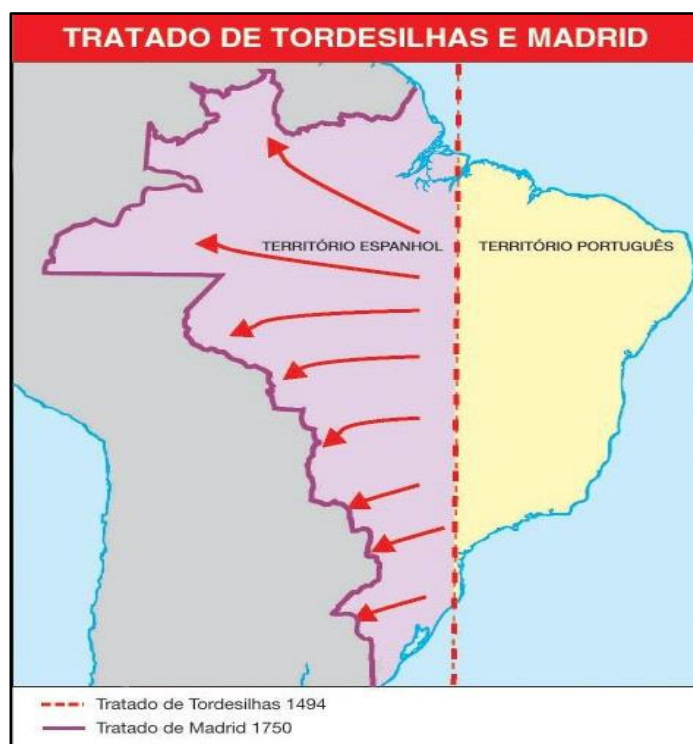 TRATADO DE TORDESILHAS E MADRID
TERRITÓRIO ESPANHOL
TERRITÓRIO PORTUGUÊS
Tratado de Tordesilhas 1494
Tratado de Madrid 1750